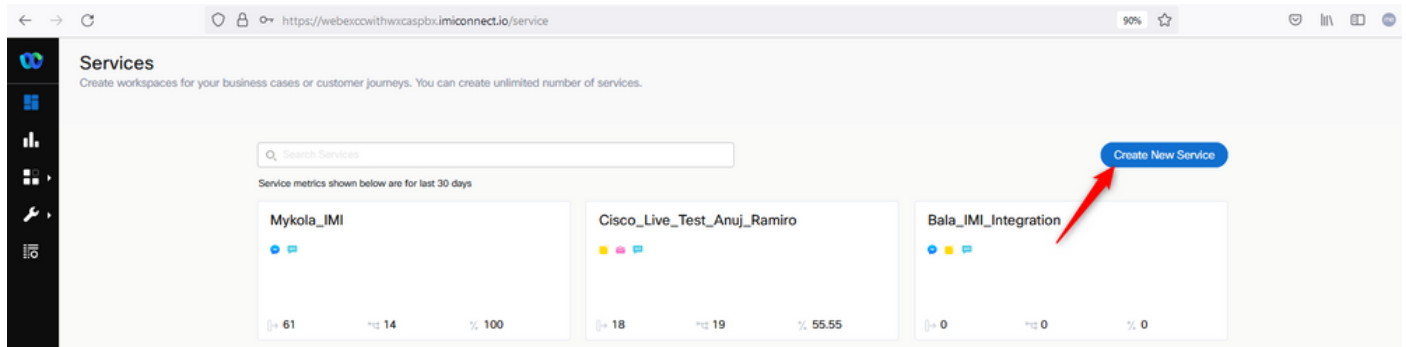 https://webexccwithwxcaspbx.imiconnect.io/service
90%
Services
Create workspaces for your business cases or customer journeys. You can create unlimited number of services.
Search Services
Create New Service
Service metrics shown below are for last 30 days
Mykola_IMI
Cisco_Live_Test_Anuj_Ramiro
Bala_IMI_Integration
61 14 % 100
18 19 % 55.55
0 0 % 0